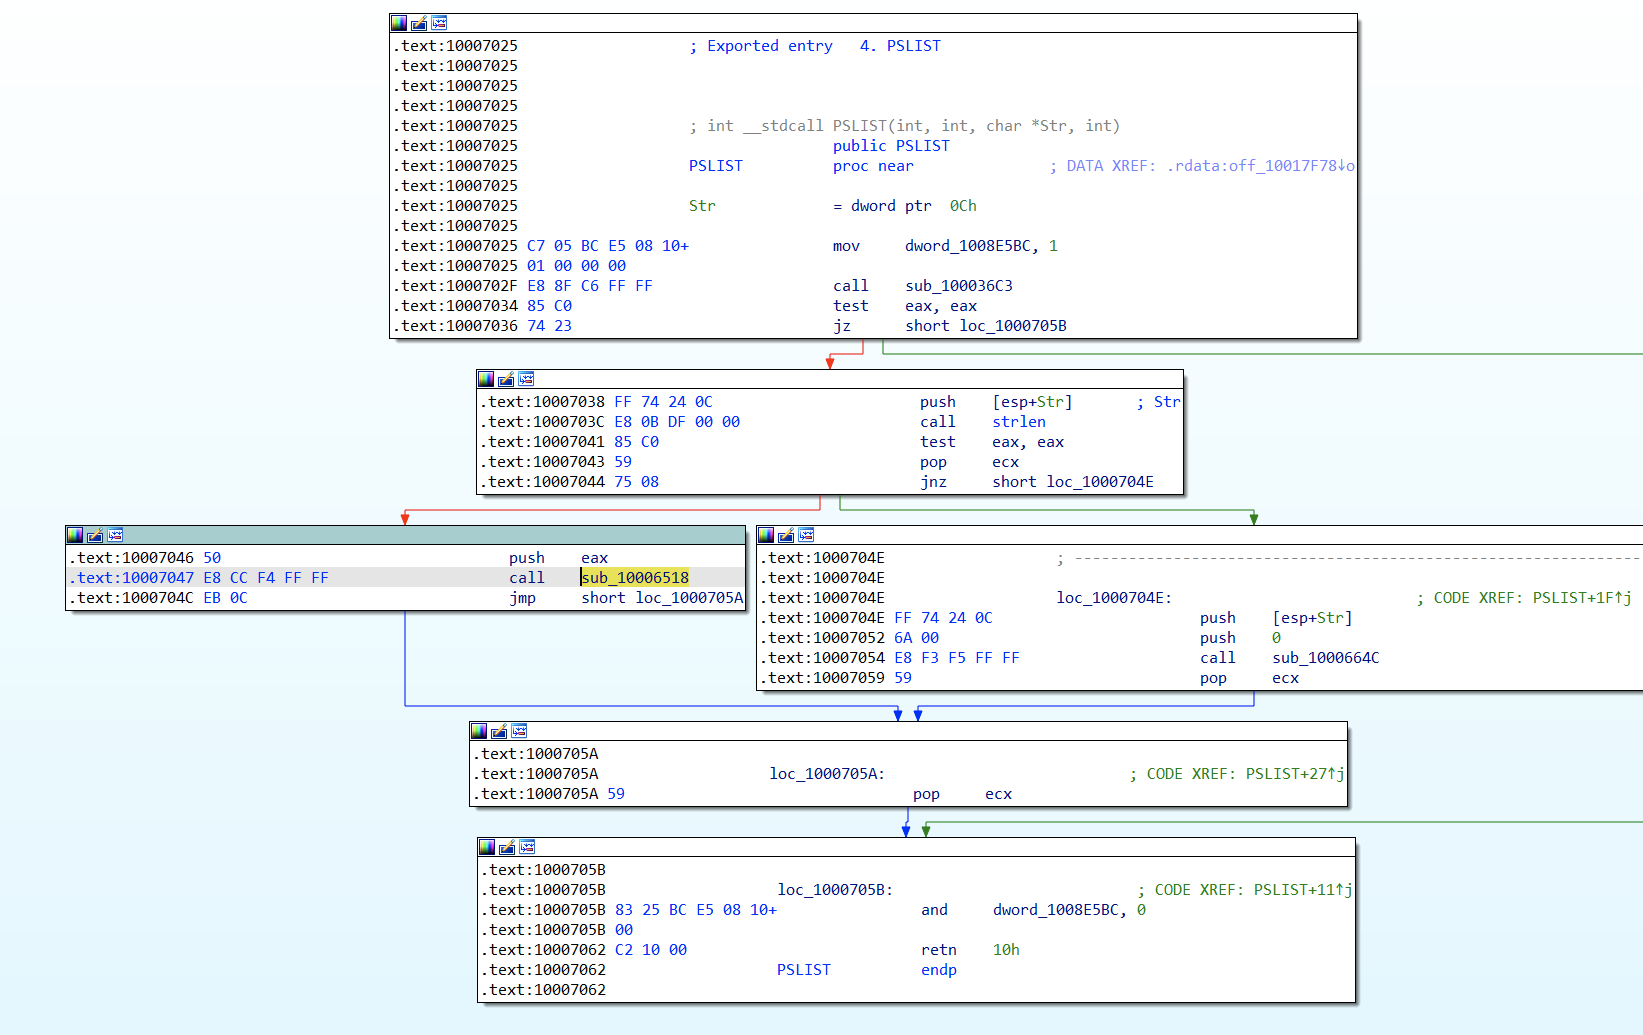 .text:10007025 ; Exported entry 4. PSLIST
.text:10007025
.text:10007025
.text:10007025
.text:10007025 ; int __stdcall PSLIST(int, int, char *Str, int)
.text:10007025 public PSLIST
.text:10007025 PSLIST proc near ; DATA XREF: .rdata:off_10017F78↓o
.text:10007025
.text:10007025 Str = dword ptr 0Ch
.text:10007025
.text:10007025 C7 05 BC E5 08 10+ mov dword_1008E5BC, 1
.text:10007025 01 00 00 00
.text:1000702F E8 8F C6 FF FF call sub_100036C3
.text:10007034 85 C0 test eax, eax
.text:10007036 74 23 jz short loc_1000705B
.text:10007038 FF 74 24 0C push [esp+Str] ; Str
.text:1000703C E8 0B DF 00 00 call strlen
.text:10007041 85 C0 test eax, eax
.text:10007043 59 pop ecx
.text:10007044 75 08 jnz short loc_1000704E
.text:10007046 50 push eax
.text:10007047 E8 CC F4 FF FF call sub_10006518
.text:1000704C EB 0C jmp short loc_1000705A
.text:1000704E ; ---------------------------------------------------------------
.text:1000704E
.text:1000704E loc_1000704E: ; CODE XREF: PSLIST+1F↑j
.text:1000704E FF 74 24 0C push [esp+Str]
.text:10007052 6A 00 push 0
.text:10007054 E8 F3 F5 FF FF call sub_1000664C
.text:10007059 59 pop ecx
.text:1000705A
.text:1000705A loc_1000705A: ; CODE XREF: PSLIST+27↑j
.text:1000705A 59 pop ecx
.text:1000705B
.text:1000705B loc_1000705B: ; CODE XREF: PSLIST+11↑j
.text:1000705B 83 25 BC E5 08 10+ and dword_1008E5BC, 0
.text:1000705B 00
.text:10007062 C2 10 00 retn 10h
.text:10007062 PSLIST endp
.text:10007062